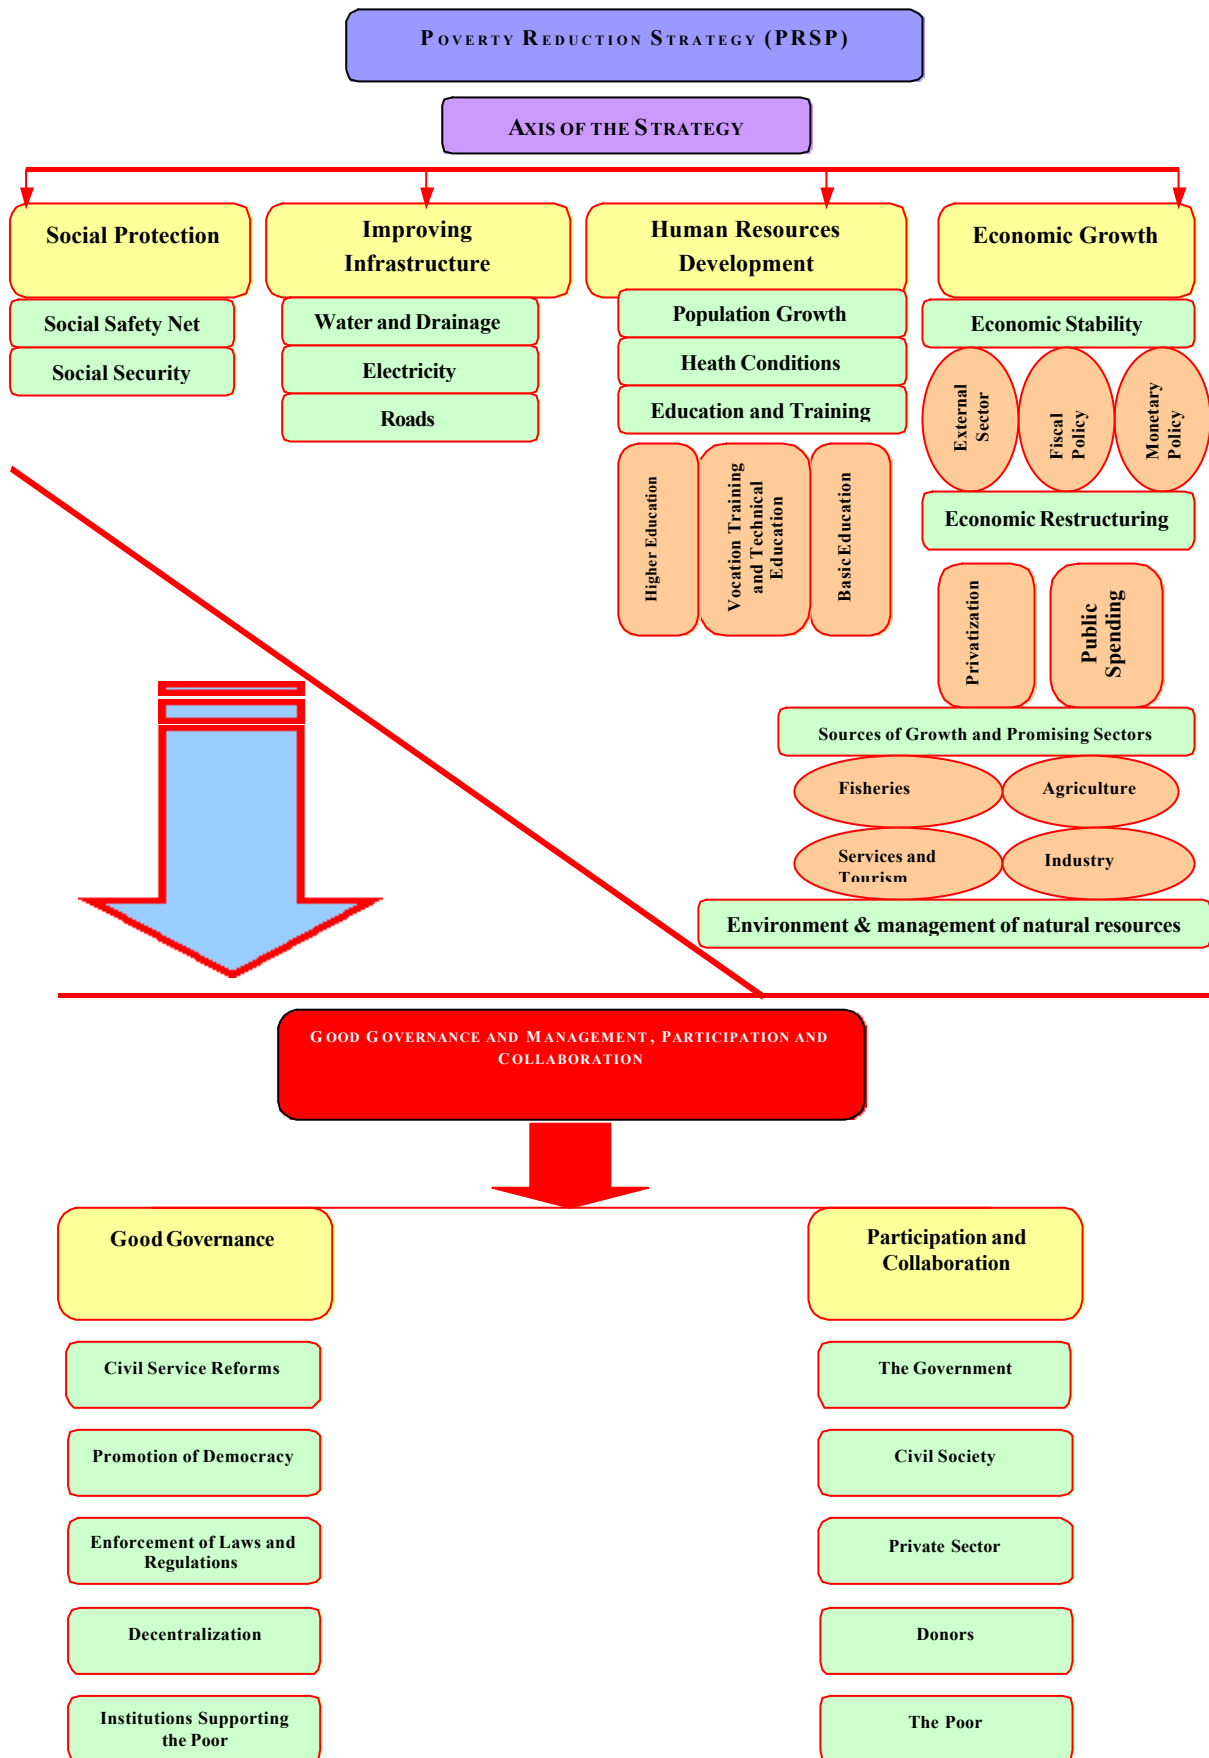 POVERTY REDUCTION STRATEGY (PRSP)
AXIS OF THE STRATEGY
Social Protection
Social Safety Net
Social Security
Improving
Infrastructure
Water and Drainage
Electricity
Roads
Human Resources
Development
Population Growth
Heath Conditions
Education and Training
Higher Education
Vocation Training
and Technical
Education
Basic Education
Economic Growth
Economic Stability
External
Sector
Fiscal
Policy
Monetary
Policy
Economic Restructuring
Privatization
Public
Spending
Sources of Growth and Promising Sectors
Fisheries
Agriculture
Services and
Tourism
Industry
Environment & management of natural resources
GOOD GOVERNANCE AND MANAGEMENT, PARTICIPATION AND
COLLABORATION
Good Governance
Civil Service Reforms
Promotion of Democracy
Enforcement of Laws and
Regulations
Decentralization
Institutions Supporting
the Poor
Participation and
Collaboration
The Government
Civil Society
Private Sector
Donors
The Poor